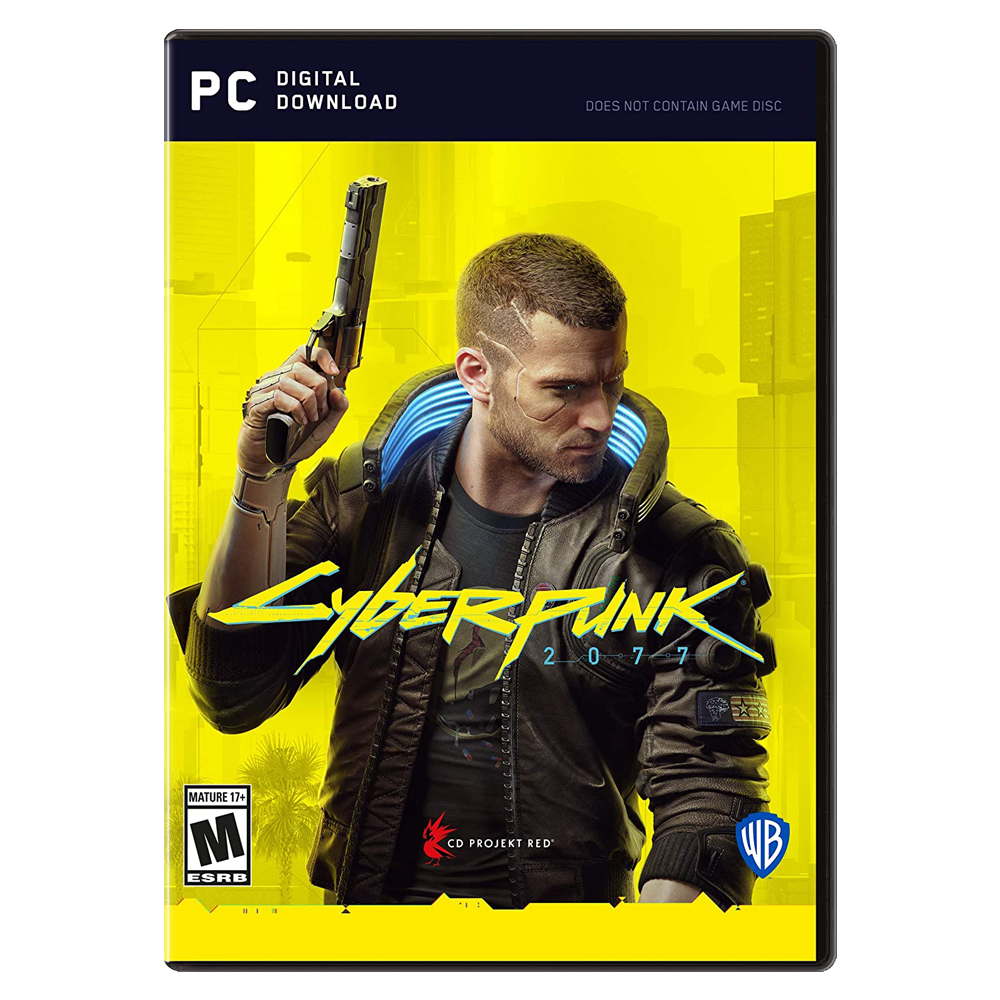 PC
DIGITAL
DOWNLOAD
DOES NOT CONTAIN GAME DISC
Cyberpunk®
2077
MATURE 17+
M
ESRB
CD PROJEKT RED®
WB